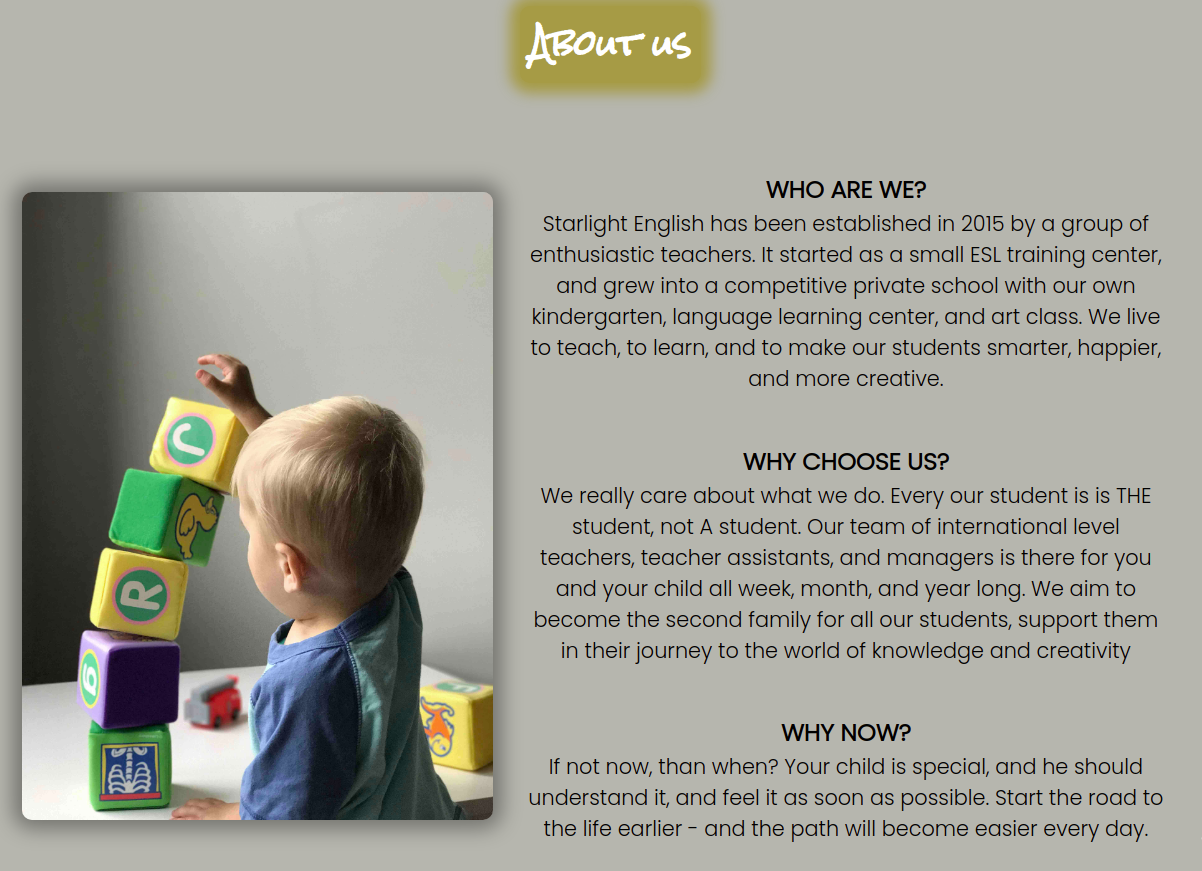 About us
WHO ARE WE?
Starlight English has been established in 2015 by a group of
enthusiastic teachers. It started as a small ESL training center,
and grew into a competitive private school with our own
kindergarten, language learning center, and art class. We live
to teach, to learn, and to make our students smarter, happier,
and more creative.
WHY CHOOSE US?
We really care about what we do. Every our student is is THE
student, not A student. Our team of international level
teachers, teacher assistants, and managers is there for you
and your child all week, month, and year long. We aim to
become the second family for all our students, support them
in their journey to the world of knowledge and creativity
WHY NOW?
If not now, than when? Your child is special, and he should
understand it, and feel it as soon as possible. Start the road to
the life earlier - and the path will become easier every day.
R